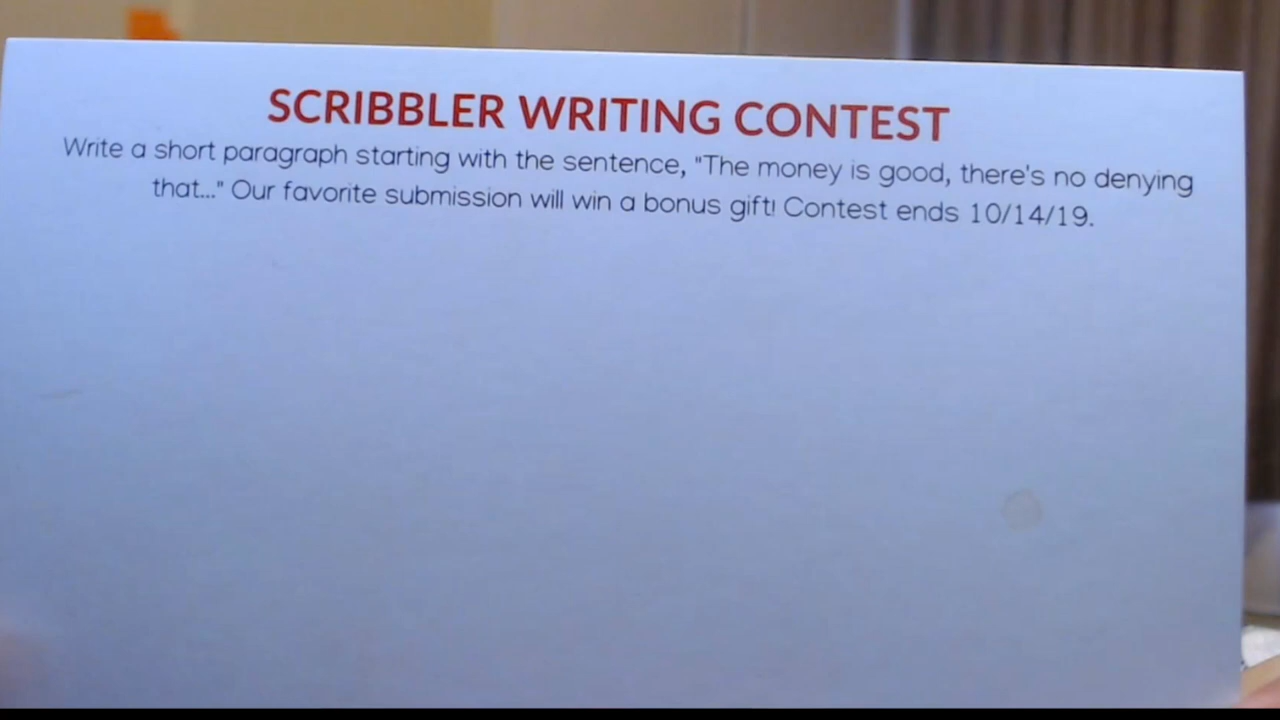 SCRIBBLER WRITING CONTEST
Write a short paragraph starting with the sentence, "The money is good, there's no denying
that..." Our favorite submission will win a bonus gift! Contest ends 10/14/19.